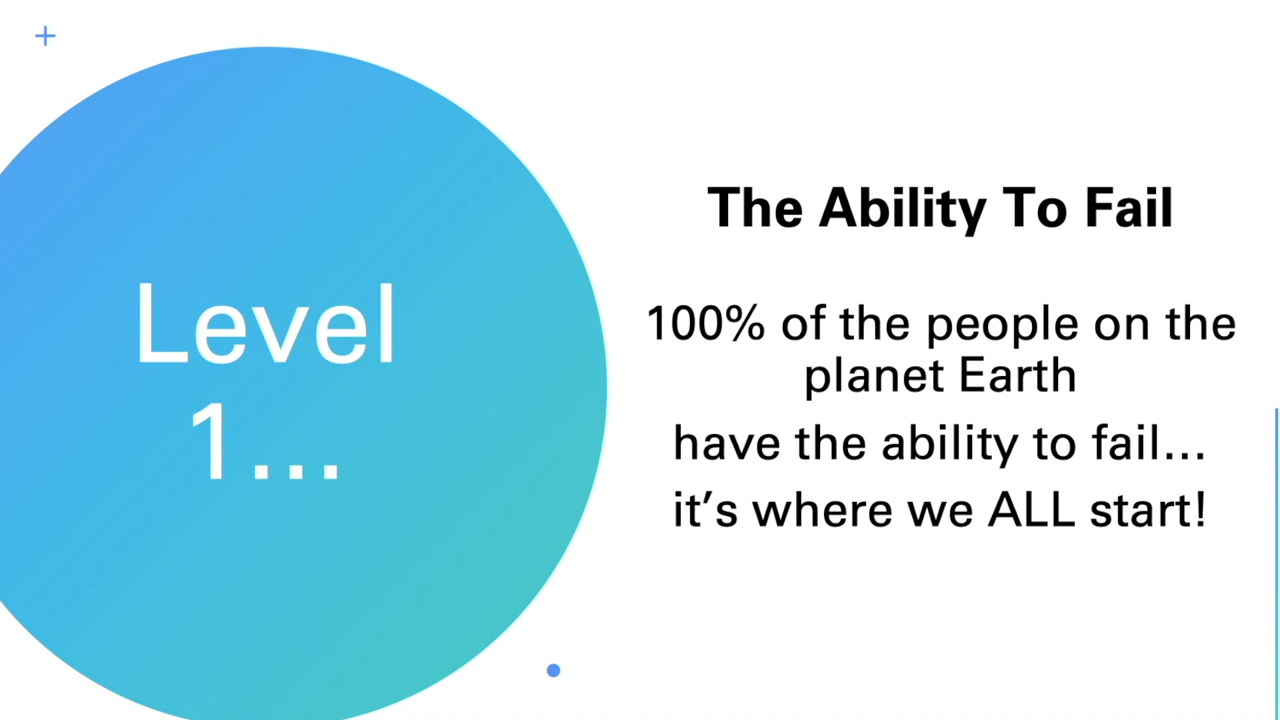 Level
1...
The Ability To Fail
100% of the people on the
planet Earth
have the ability to fail...
it’s where we ALL start!